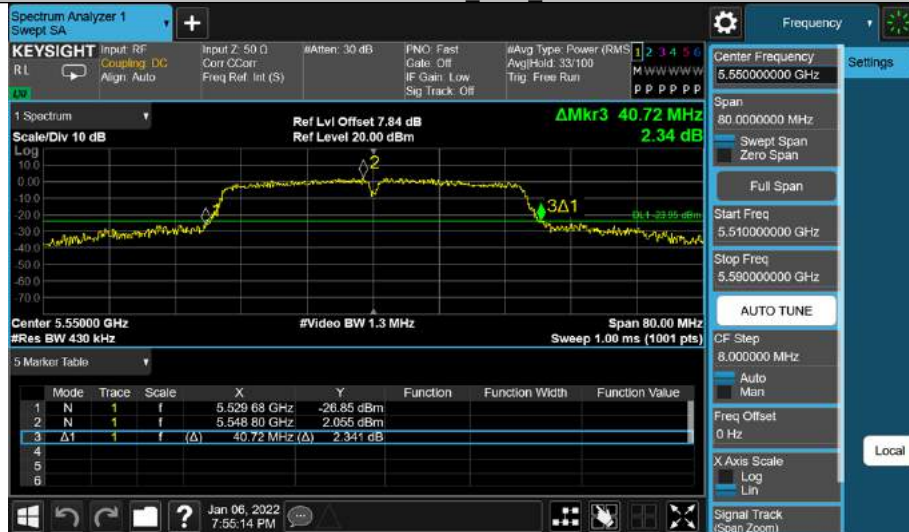 Spectrum Analyzer 1
Swept SA
+
Frequency
KEYSIGHT
RL
Input: RF
Coupling: DC
Align: Auto
Input Z: 50 Ω
Corr CCorr
Freq Ref: Int (S)
#Atten: 30 dB
PNO: Fast
Gate: Off
IF Gain: Low
Sig Track: Off
#Avg Type: Power (RMS
Avg|Hold: 33/100
Trig: Free Run
1 2 3 4 5 6
M W W W W W
P P P P P P
LXI
1 Spectrum
Scale/Div 10 dB
Ref Lvl Offset 7.84 dB
Ref Level 20.00 dBm
ΔMkr3 40.72 MHz
2.34 dB
Log
10.0
0.00
-10.0
-20.0
-30.0
-40.0
-50.0
-60.0
-70.0
2
3Δ1
DL1 -23.95 dBm
Center 5.55000 GHz
#Res BW 430 kHz
#Video BW 1.3 MHz
Span 80.00 MHz
Sweep 1.00 ms (1001 pts)
5 Marker Table
Mode Trace Scale X Y Function Function Width Function Value
1 N 1 f 5.529 68 GHz -26.85 dBm
2 N 1 f 5.548 80 GHz 2.055 dBm
3 Δ1 1 f (Δ) 40.72 MHz (Δ) 2.341 dB
4
5
6
?
Jan 06, 2022
7:55:14 PM
Center Frequency
5.550000000 GHz
Span
80.0000000 MHz
Swept Span
Zero Span
Full Span
Start Freq
5.510000000 GHz
Stop Freq
5.590000000 GHz
AUTO TUNE
CF Step
8.000000 MHz
Auto
Man
Freq Offset
0 Hz
X Axis Scale
Log
Lin
Signal Track
(Span Zoom)
Settings
Local